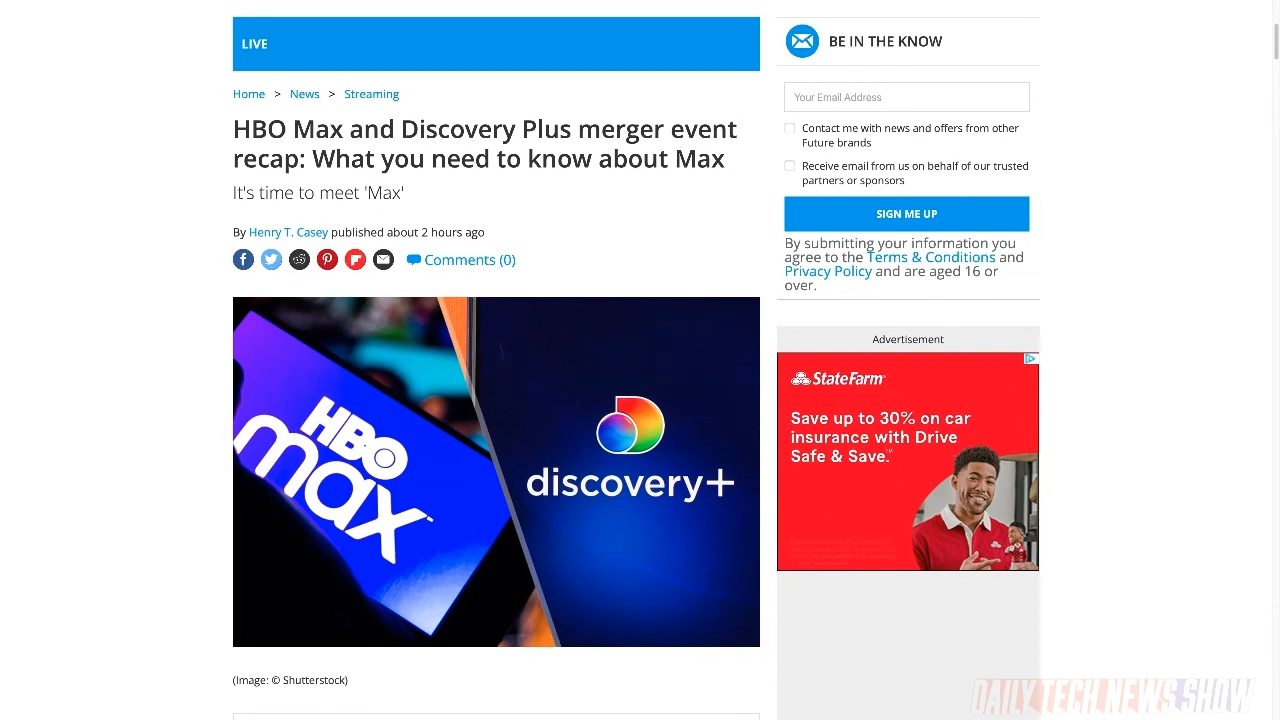 LIVE
Home > News > Streaming
HBO Max and Discovery Plus merger event
recap: What you need to know about Max
It's time to meet 'Max'
By Henry T. Casey published about 2 hours ago
Comments (0)
HBO
max
discovery+
(Image: © Shutterstock)
BE IN THE KNOW
Your Email Address
Contact me with news and offers from other
Future brands
Receive email from us on behalf of our trusted
partners or sponsors
SIGN ME UP
By submitting your information you
agree to the Terms & Conditions and
Privacy Policy and are aged 16 or
over.
Advertisement
StateFarm
Save up to 30% on car
insurance with Drive
Safe & Save.™
DAILY TECH NEWS SHOW